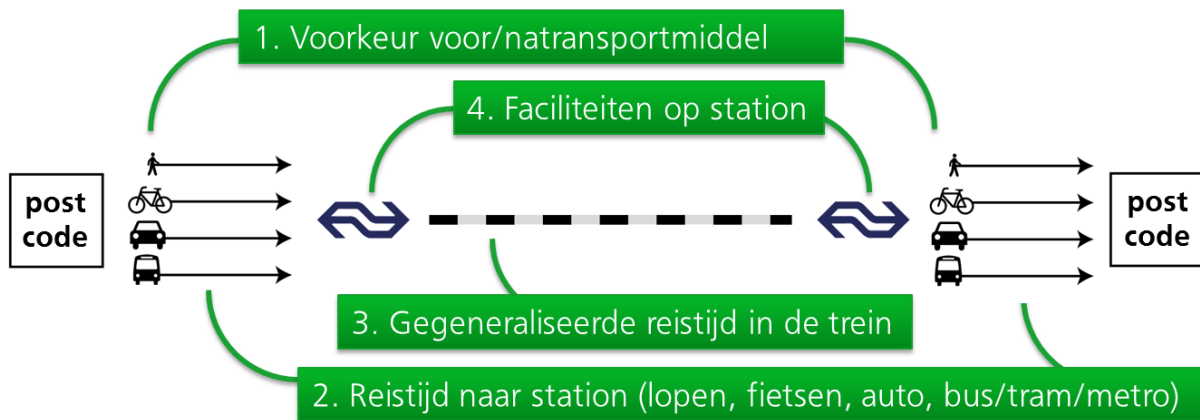 1. Voorkeur voor/natransportmiddel
4. Faciliteiten op station
post
code
post
code
3. Gegeneraliseerde reistijd in de trein
2. Reistijd naar station (lopen, fietsen, auto, bus/tram/metro)